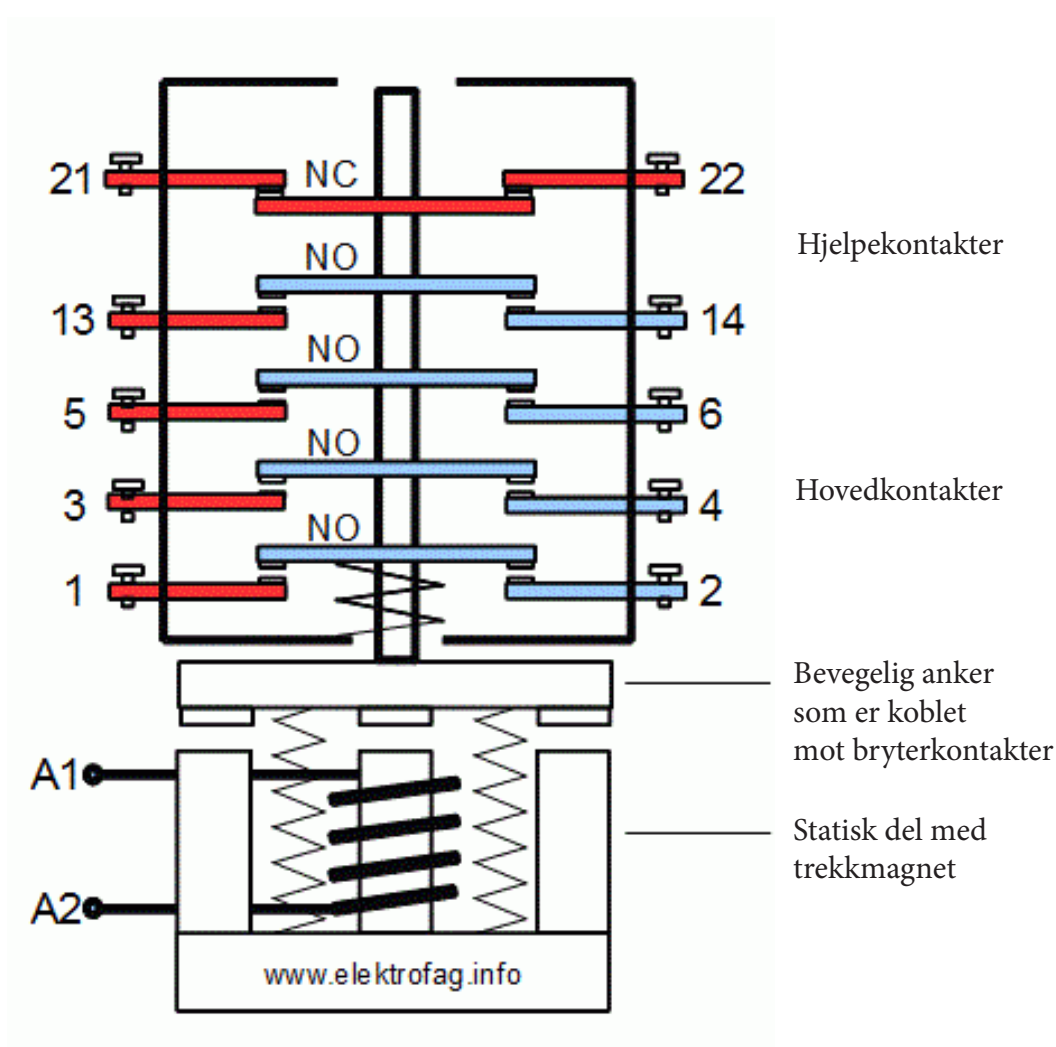 21 NC 22
Hjelpekontakter
NO
13 14
NO
5 6
NO
3 4
Hovedkontakter
NO
1 2
Bevegelig anker
som er koblet
mot bryterkontakter
A1
Statisk del med
trekkmagnet
A2
www.elektrofag.info